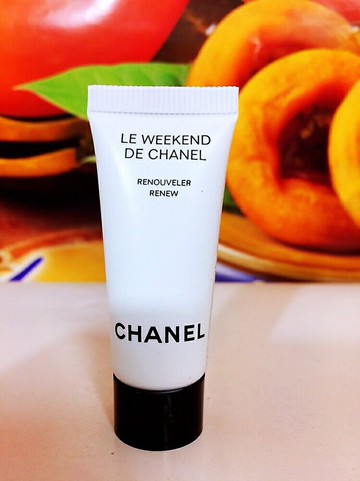 LE WEEKEND
DE CHANEL
RENOUVELER
RENEW
CHANEL